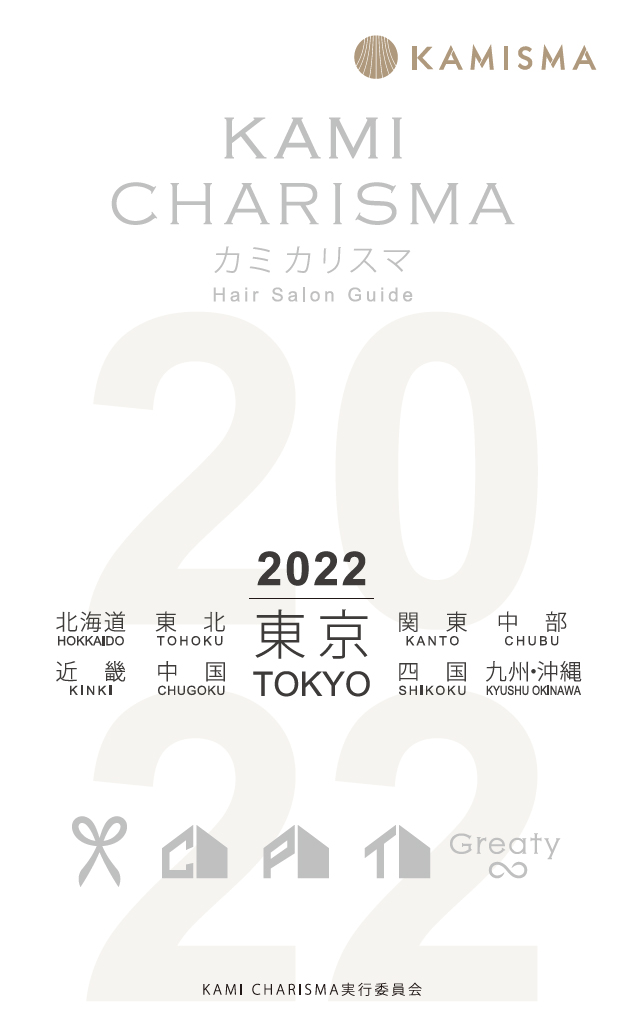 KAMISMA
KAMI
CHARISMA
カミ カリスマ
Hair Salon Guide
2022
2022
北海道 東北 東京 関東 中部
HOKKAIDO TOHOKU KANTO CHUBU
近畿 中国 TOKYO 四国 九州・沖縄
KINKI CHUGOKU SHIKOKU KYUSHU OKINAWA
C P T Greaty
KAMI CHARISMA実行委員会